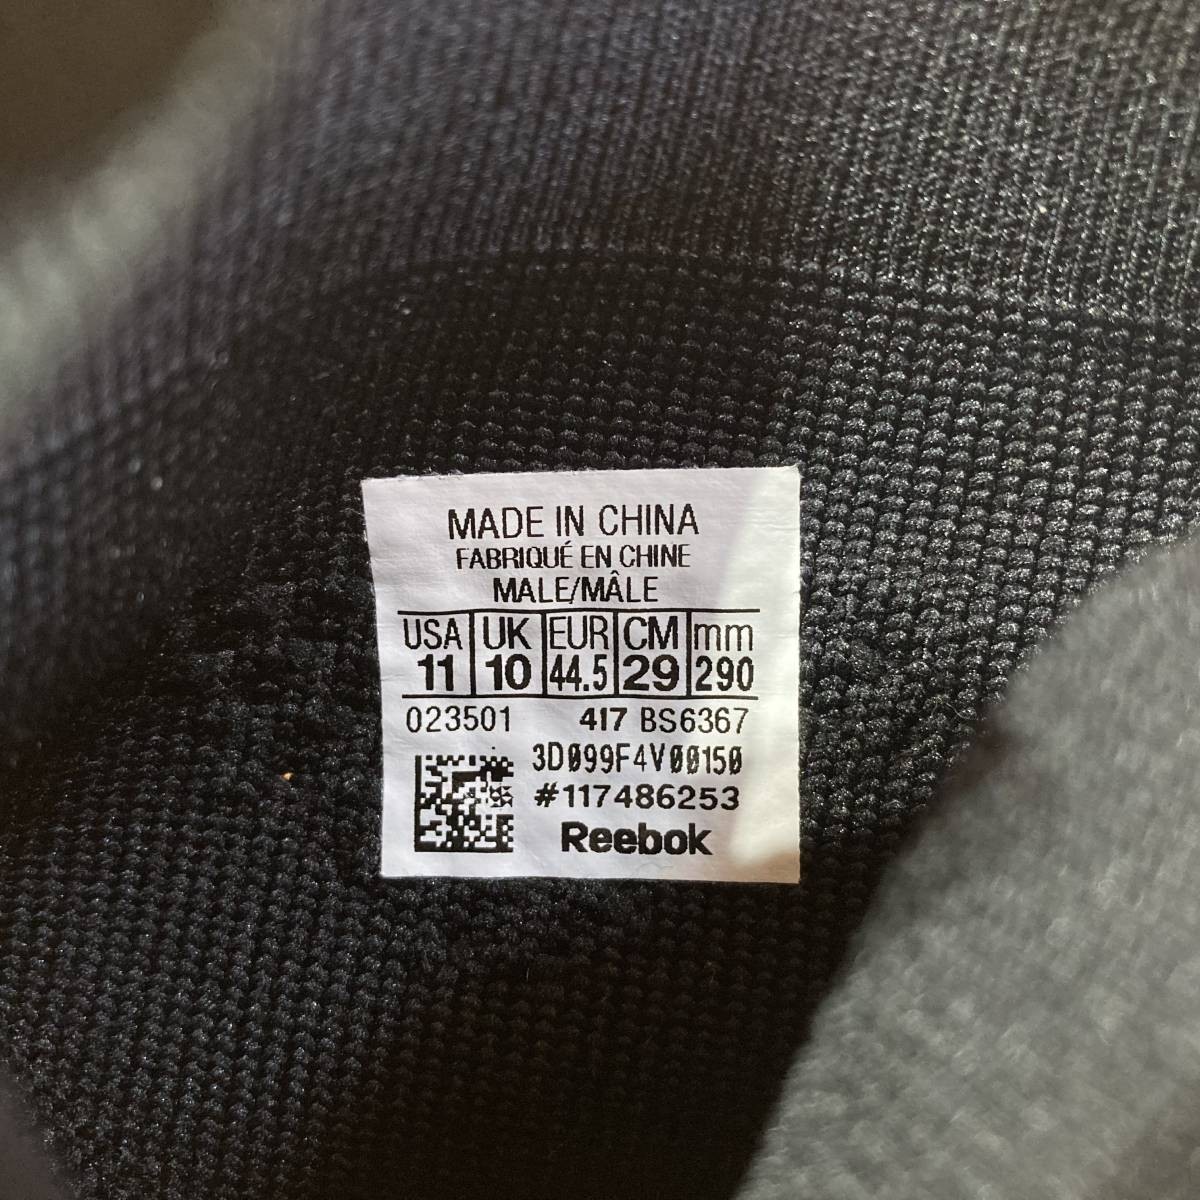 MADE IN CHINA
FABRIQUÉ EN CHINE
MALE/MÂLE
USA UK EUR CM mm
11 10 44.5 29 290
023501 417 BS6367
3D099F4V00150
#117486253
Reebok